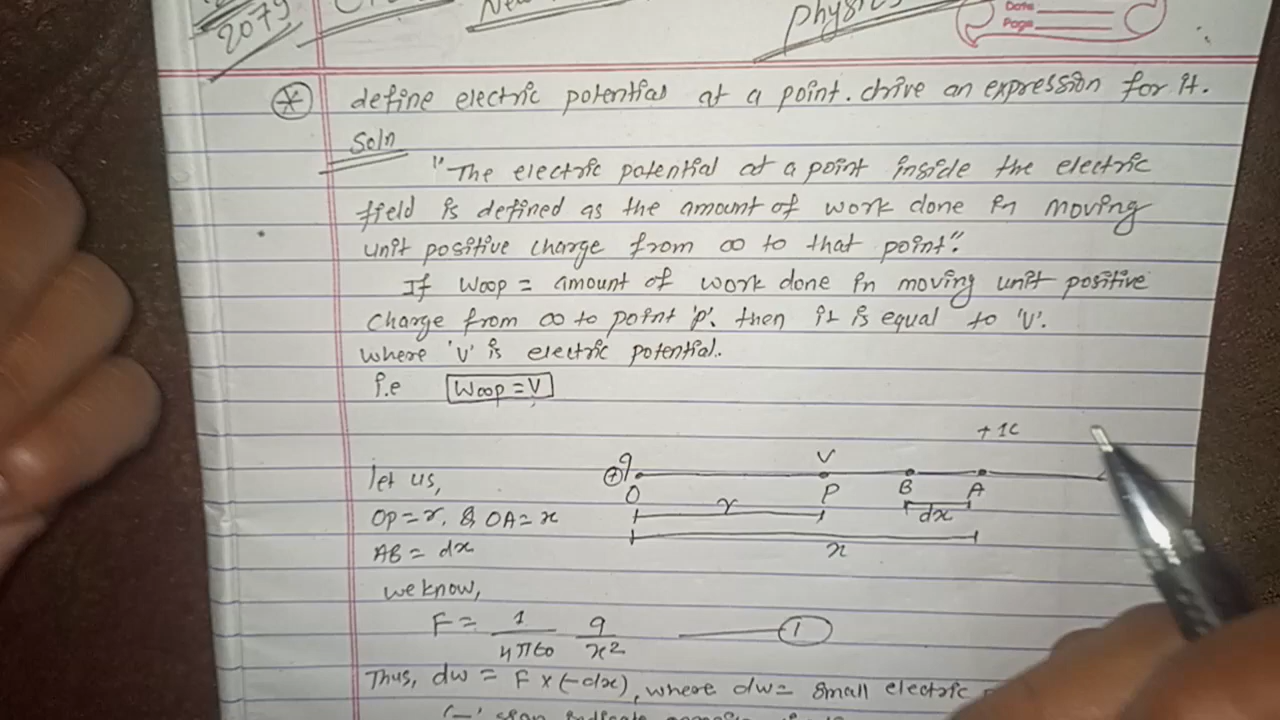 2079
Physics
Date
Page
define electric potential at a point. drive an expression for it.
Soln
"The electric potential at a point inside the electric
field is defined as the amount of work done in moving
unit positive charge from ∞ to that point".
If W∞p = amount of work done in moving unit positive
charge from ∞ to point 'p'. then it is equal to 'V'.
where 'V' is electric potential.
i.e W∞p = V
+1C
let us,
+ q V
O P B A
OP = r. & OA = x
r dx
AB = dx
x
we know,
F = 1/4π€0 q/x² 1
Thus, dw = F x (-dx), where dw = small electric